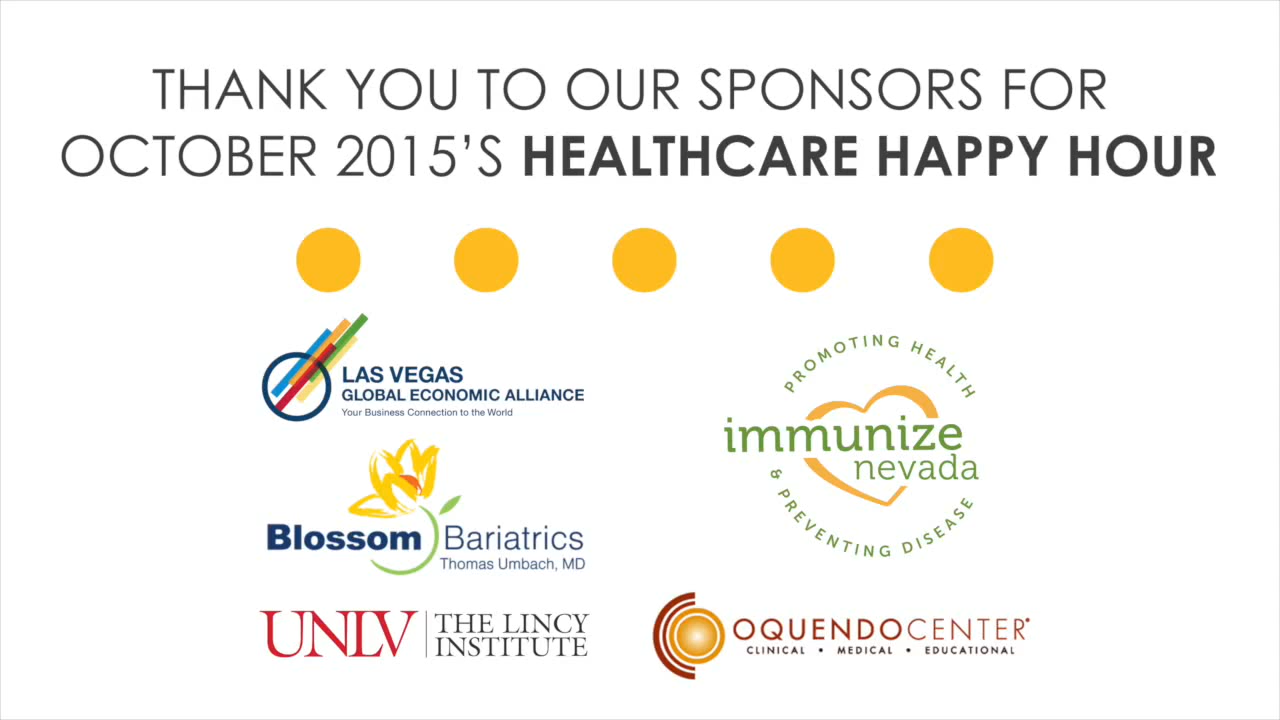 THANK YOU TO OUR SPONSORS FOR
OCTOBER 2015'S HEALTHCARE HAPPY HOUR
LAS VEGAS
GLOBAL ECONOMIC ALLIANCE
Your Business Connection to the World
PROMOTING HEALTH
immunize
nevada
& PREVENTING DISEASE
Blossom Bariatrics
Thomas Umbach, MD
UNLV THE LINCY
INSTITUTE
OQUENDO CENTER
CLINICAL • MEDICAL • EDUCATIONAL